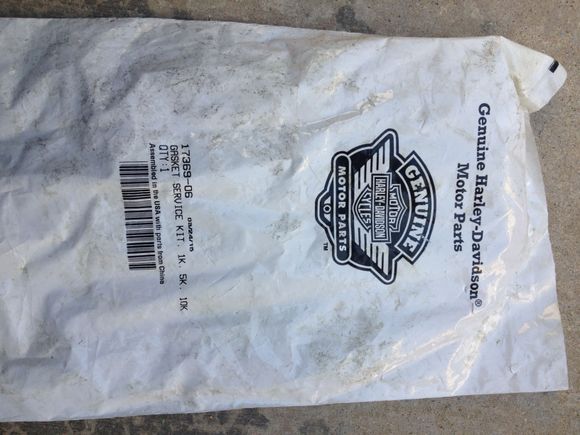 Genuine Harley-Davidson®
Motor Parts
GENUINE
MOTOR
HARLEY-DAVIDSON
CYCLES
MOTOR PARTS
TM
17369-06
GASKET SERVICE KIT. 1K. 5K. 10K
QTY:1
Assembled in the USA with parts from China